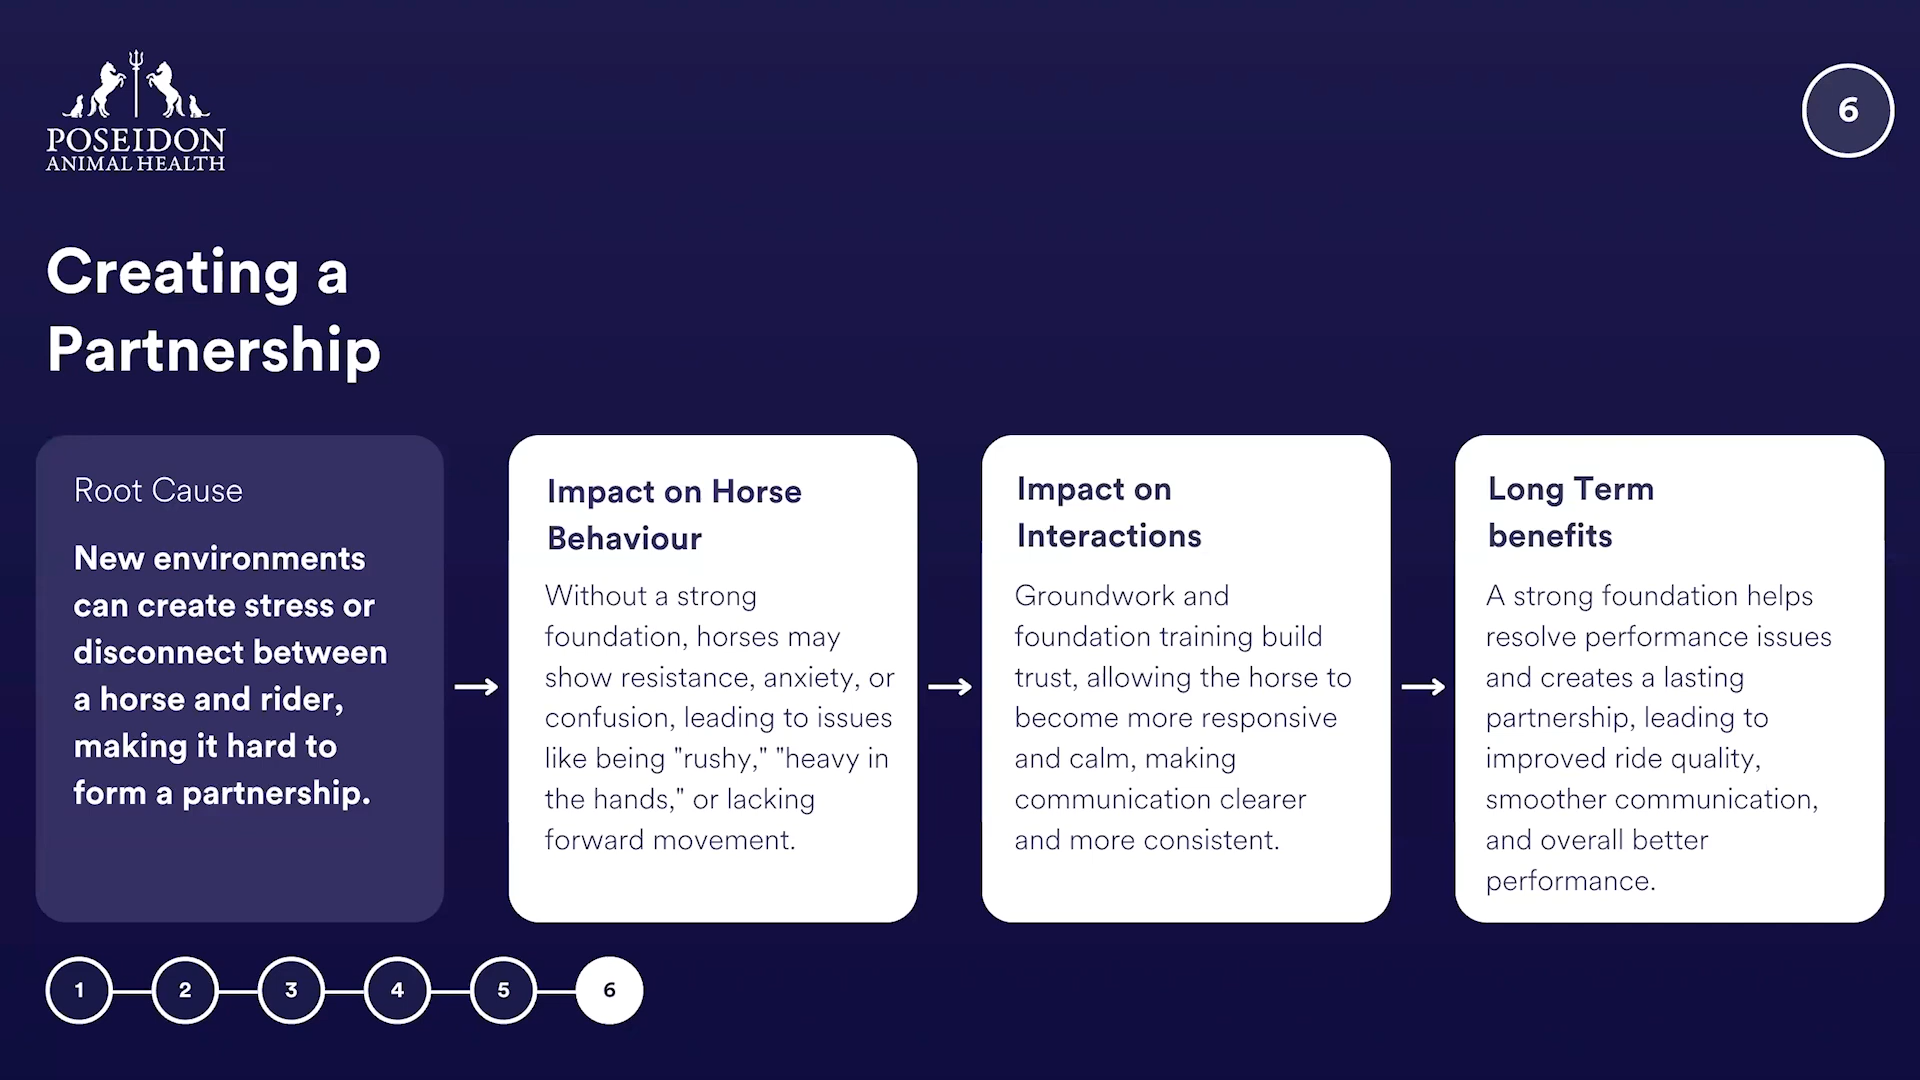 POSEIDON
ANIMAL HEALTH
6
Creating a
Partnership
Root Cause
New environments
can create stress or
disconnect between
a horse and rider,
making it hard to
form a partnership.
Impact on Horse
Behaviour
Without a strong
foundation, horses may
show resistance, anxiety, or
confusion, leading to issues
like being "rushy," "heavy in
the hands," or lacking
forward movement.
Impact on
Interactions
Groundwork and
foundation training build
trust, allowing the horse to
become more responsive
and calm, making
communication clearer
and more consistent.
Long Term
benefits
A strong foundation helps
resolve performance issues
and creates a lasting
partnership, leading to
improved ride quality,
smoother communication,
and overall better
performance.
1 2 3 4 5 6